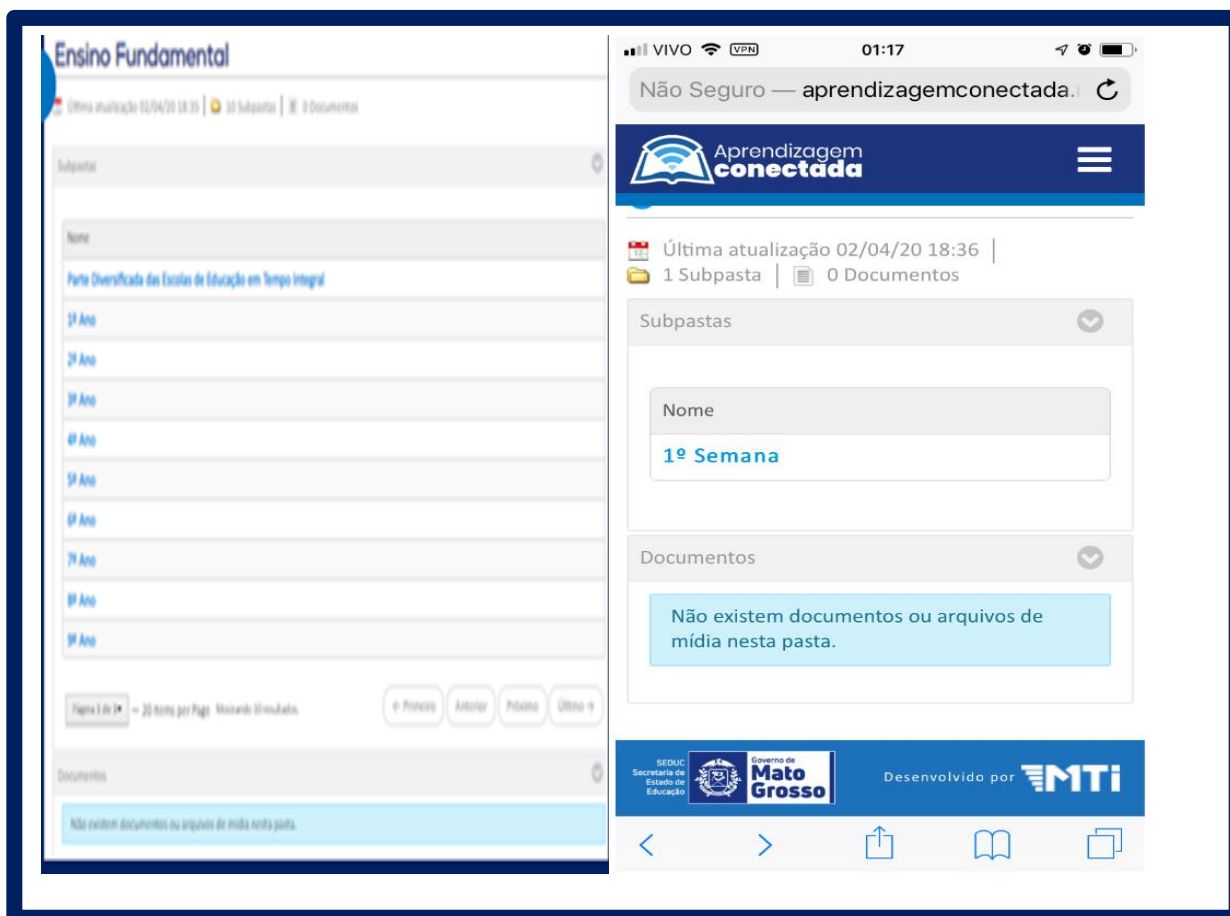 Ensino Fundamental
Última atualização 02/04/20 18:35 | 10 Subpastas | 0 Documentos
Subpastas
Nome
Parte Diversificada das Escolas de Educação em Tempo Integral
1º Ano
2º Ano
3º Ano
4º Ano
5º Ano
6º Ano
7º Ano
8º Ano
9º Ano
Página 1 de 1 — 20 Items per Page Mostrando 10 resultados.
← Primeiro Anterior Próximo Último →
Documentos
Não existem documentos ou arquivos de mídia nesta pasta.
VIVO VPN 01:17
Não Seguro — aprendizagemconectada.
Aprendizagem
conectada
Última atualização 02/04/20 18:36 |
1 Subpasta | 0 Documentos
Subpastas
Nome
1º Semana
Documentos
Não existem documentos ou arquivos de
mídia nesta pasta.
SEDUC
Secretaria de
Estado de
Educação
Governo de
Mato
Grosso
Desenvolvido por MTi